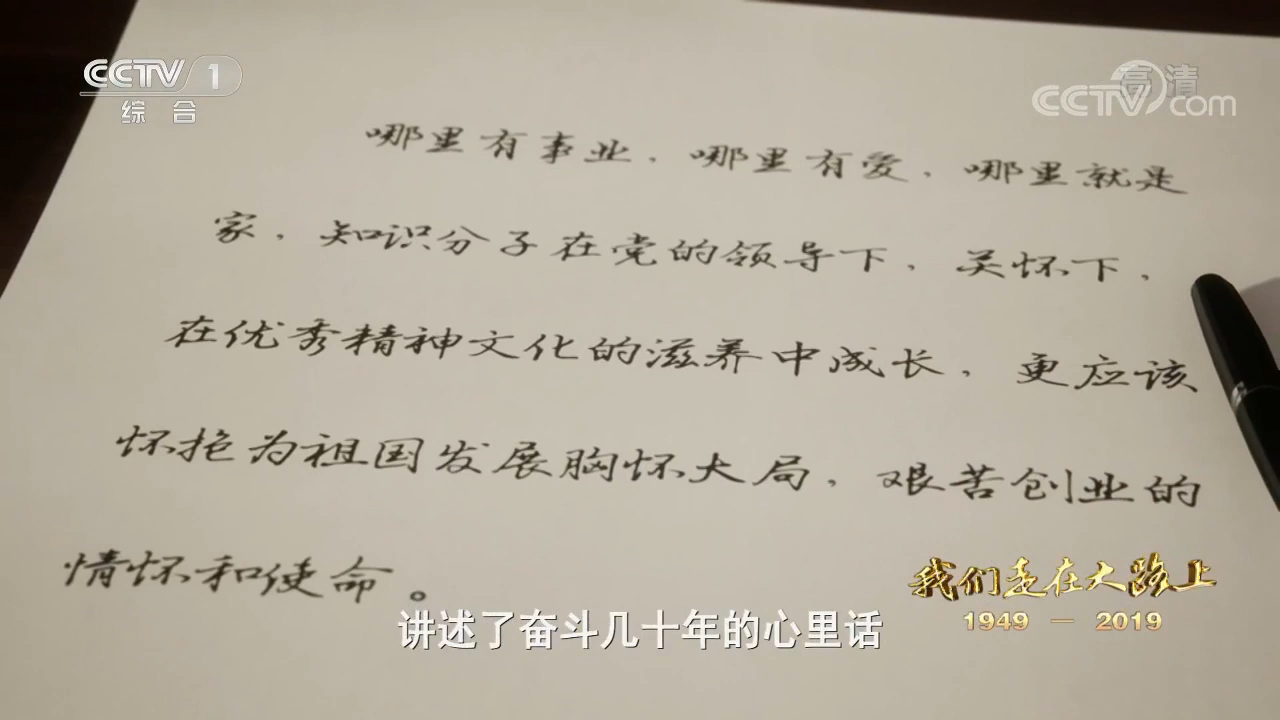 CCTV 1
综合
高清
CCTV.com
哪里有事业，哪里有爱，哪里就是
家，知识分子在党的领导下，关怀下，
在优秀精神文化的滋养中成长，更应该
怀抱为祖国发展胸怀大局，艰苦创业的
情怀和使命。
我们走在大路上
1949 — 2019
讲述了奋斗几十年的心里话